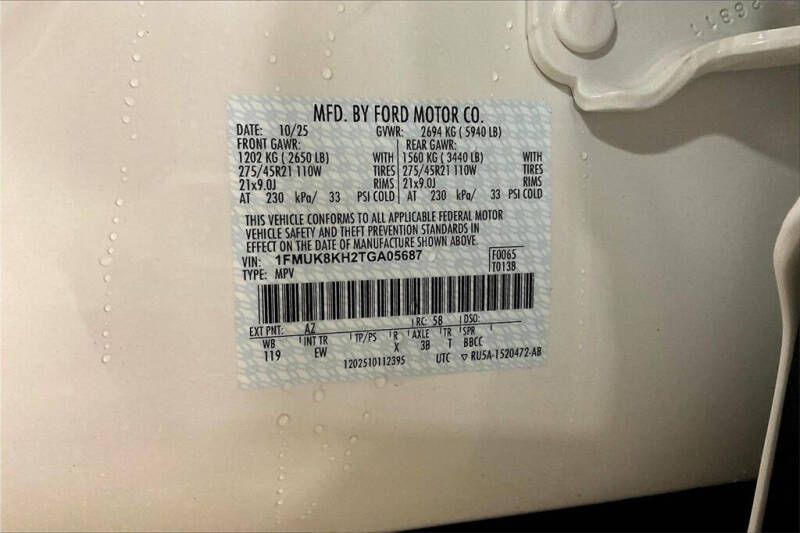 MFD. BY FORD MOTOR CO.
DATE: 10/25 GVWR: 2694 KG ( 5940 LB)
FRONT GAWR: REAR GAWR:
1202 KG ( 2650 LB) WITH 1560 KG ( 3440 LB) WITH
275/45R21 110W TIRES 275/45R21 110W TIRES
21x9.0J RIMS 21x9.0J RIMS
AT 230 kPa/ 33 PSI COLD AT 230 kPa/ 33 PSI COLD
THIS VEHICLE CONFORMS TO ALL APPLICABLE FEDERAL MOTOR
VEHICLE SAFETY AND THEFT PREVENTION STANDARDS IN
EFFECT ON THE DATE OF MANUFACTURE SHOWN ABOVE.
VIN: 1FMUK8KH2TGA05687 F0065
TYPE: MPV T013B
EXT PNT: AZ RC: 58 DSO:
WB INT TR TP/PS R AXLE TR SPR
119 EW X 3B T BBCC
1202510112395 UTC ▽ RU5A-1520472-AB